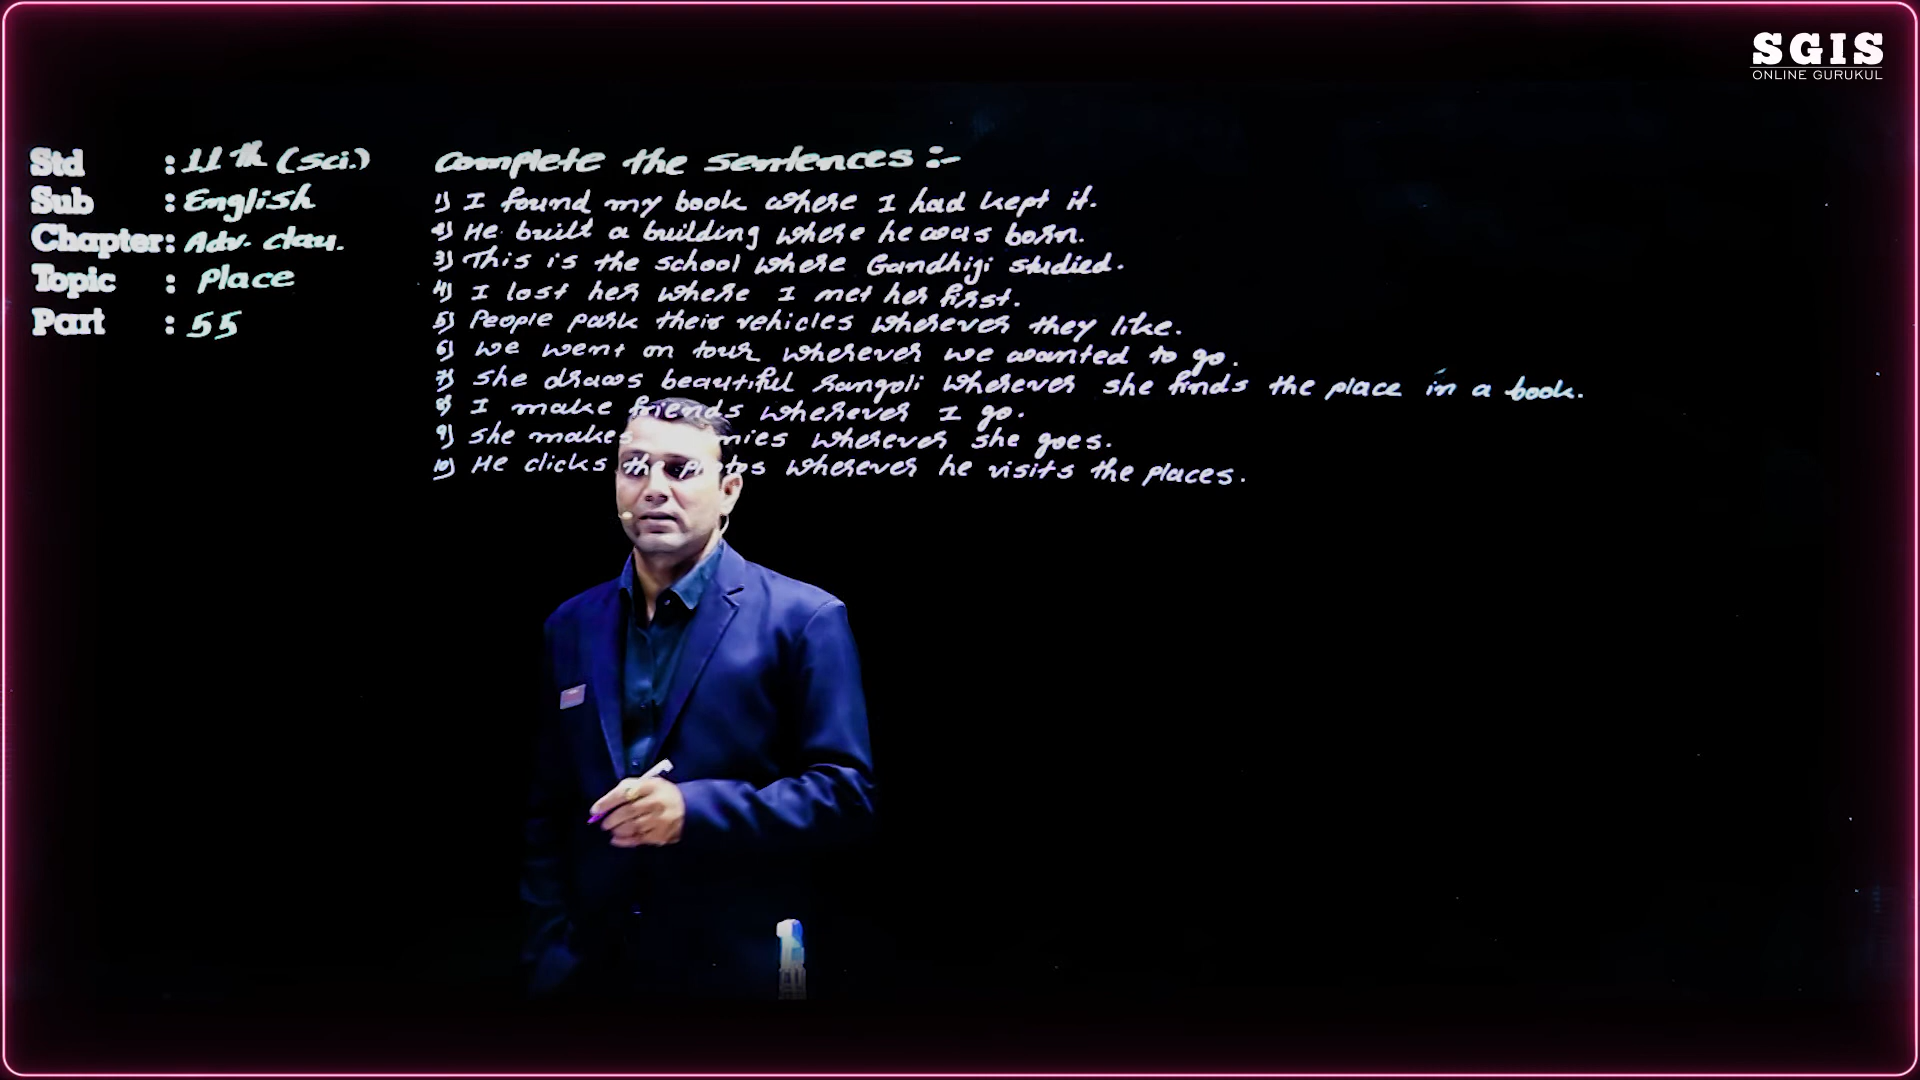 SGIS
ONLINE GURUKUL
Std : 11th (sci.)
Sub : English
Chapter : Adv. clau.
Topic : Place
Part : 55
Complete the sentences :-
1) I found my book where I had kept it.
2) He built a building where he was born.
3) This is the school where Gandhiji studied.
4) I lost her where I met her first.
5) People park their vehicles wherever they like.
6) We went on tour wherever we wanted to go.
7) She draws beautiful rangoli wherever she finds the place in a book.
8) I make friends wherever I go.
9) She makes wherever she goes.
10) He clicks the photos wherever he visits the places.